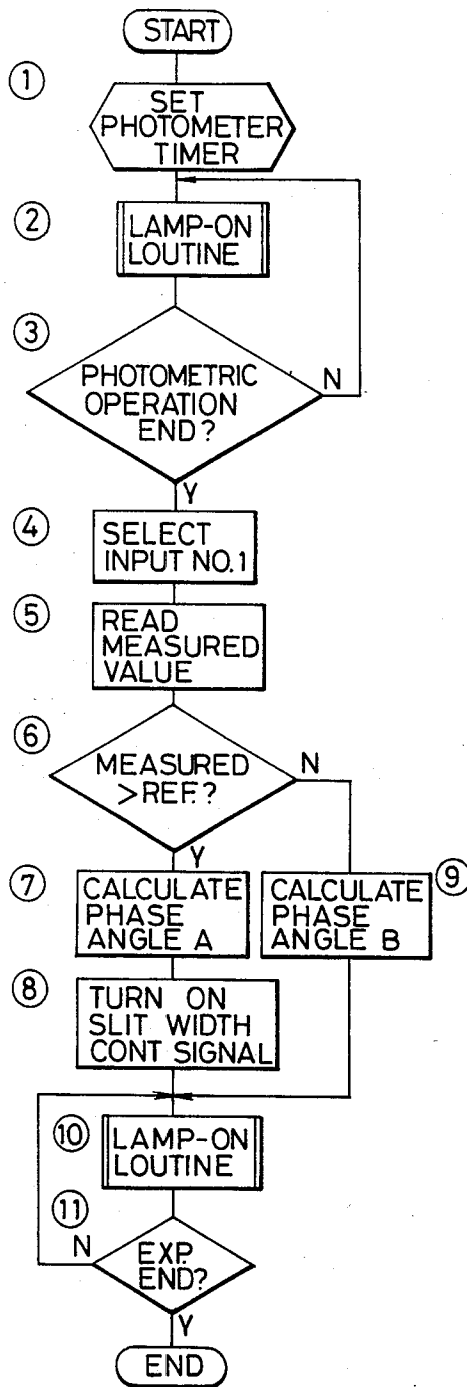 START
①
SET
PHOTOMETER
TIMER
②
LAMP-ON
LOUTINE
③
PHOTOMETRIC
OPERATION
END?
N
Y
④
SELECT
INPUT NO.1
⑤
READ
MEASURED
VALUE
⑥
MEASURED
>REF.?
N
Y
⑦
CALCULATE
PHASE
ANGLE A
⑨
CALCULATE
PHASE
ANGLE B
⑧
TURN ON
SLIT WIDTH
CONT SIGNAL
⑩
LAMP-ON
LOUTINE
⑪
N
EXP.
END?
Y
END